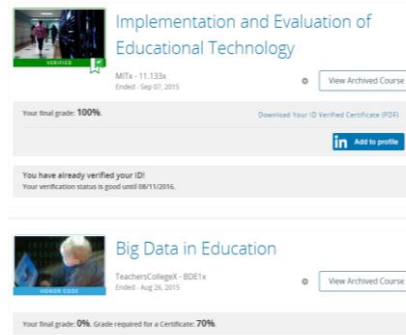 Implementation and Evaluation of
Educational Technology
VERIFIED
MITx - 11.133x
Ended - Sep 07, 2015
View Archived Course
Your final grade: 100%.
Download Your ID Verified Certificate (PDF)
in Add to profile
You have already verified your ID!
Your verification status is good until 08/11/2016.
Big Data in Education
TeachersCollegeX - BDE1x
Ended - Aug 26, 2015
View Archived Course
HONOR CODE
Your final grade: 0%. Grade required for a Certificate: 70%.